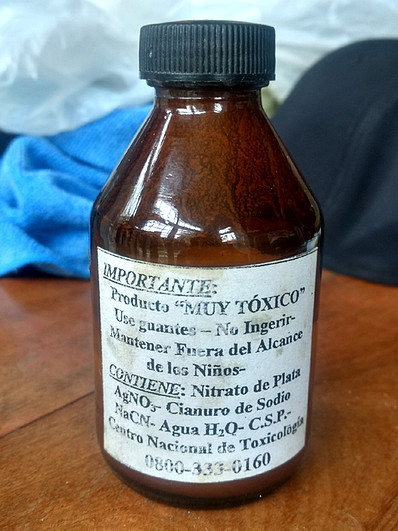 IMPORTANTE:
Producto "MUY TÓXICO"
Use guantes – No Ingerir-
Mantener Fuera del Alcance
de los Niños-
CONTIENE: Nitrato de Plata
AgNO₃- Cianuro de Sodio
NaCN- Agua H₂O- C.S.P.-
Centro Nacional de Toxicología
0800-333-0160